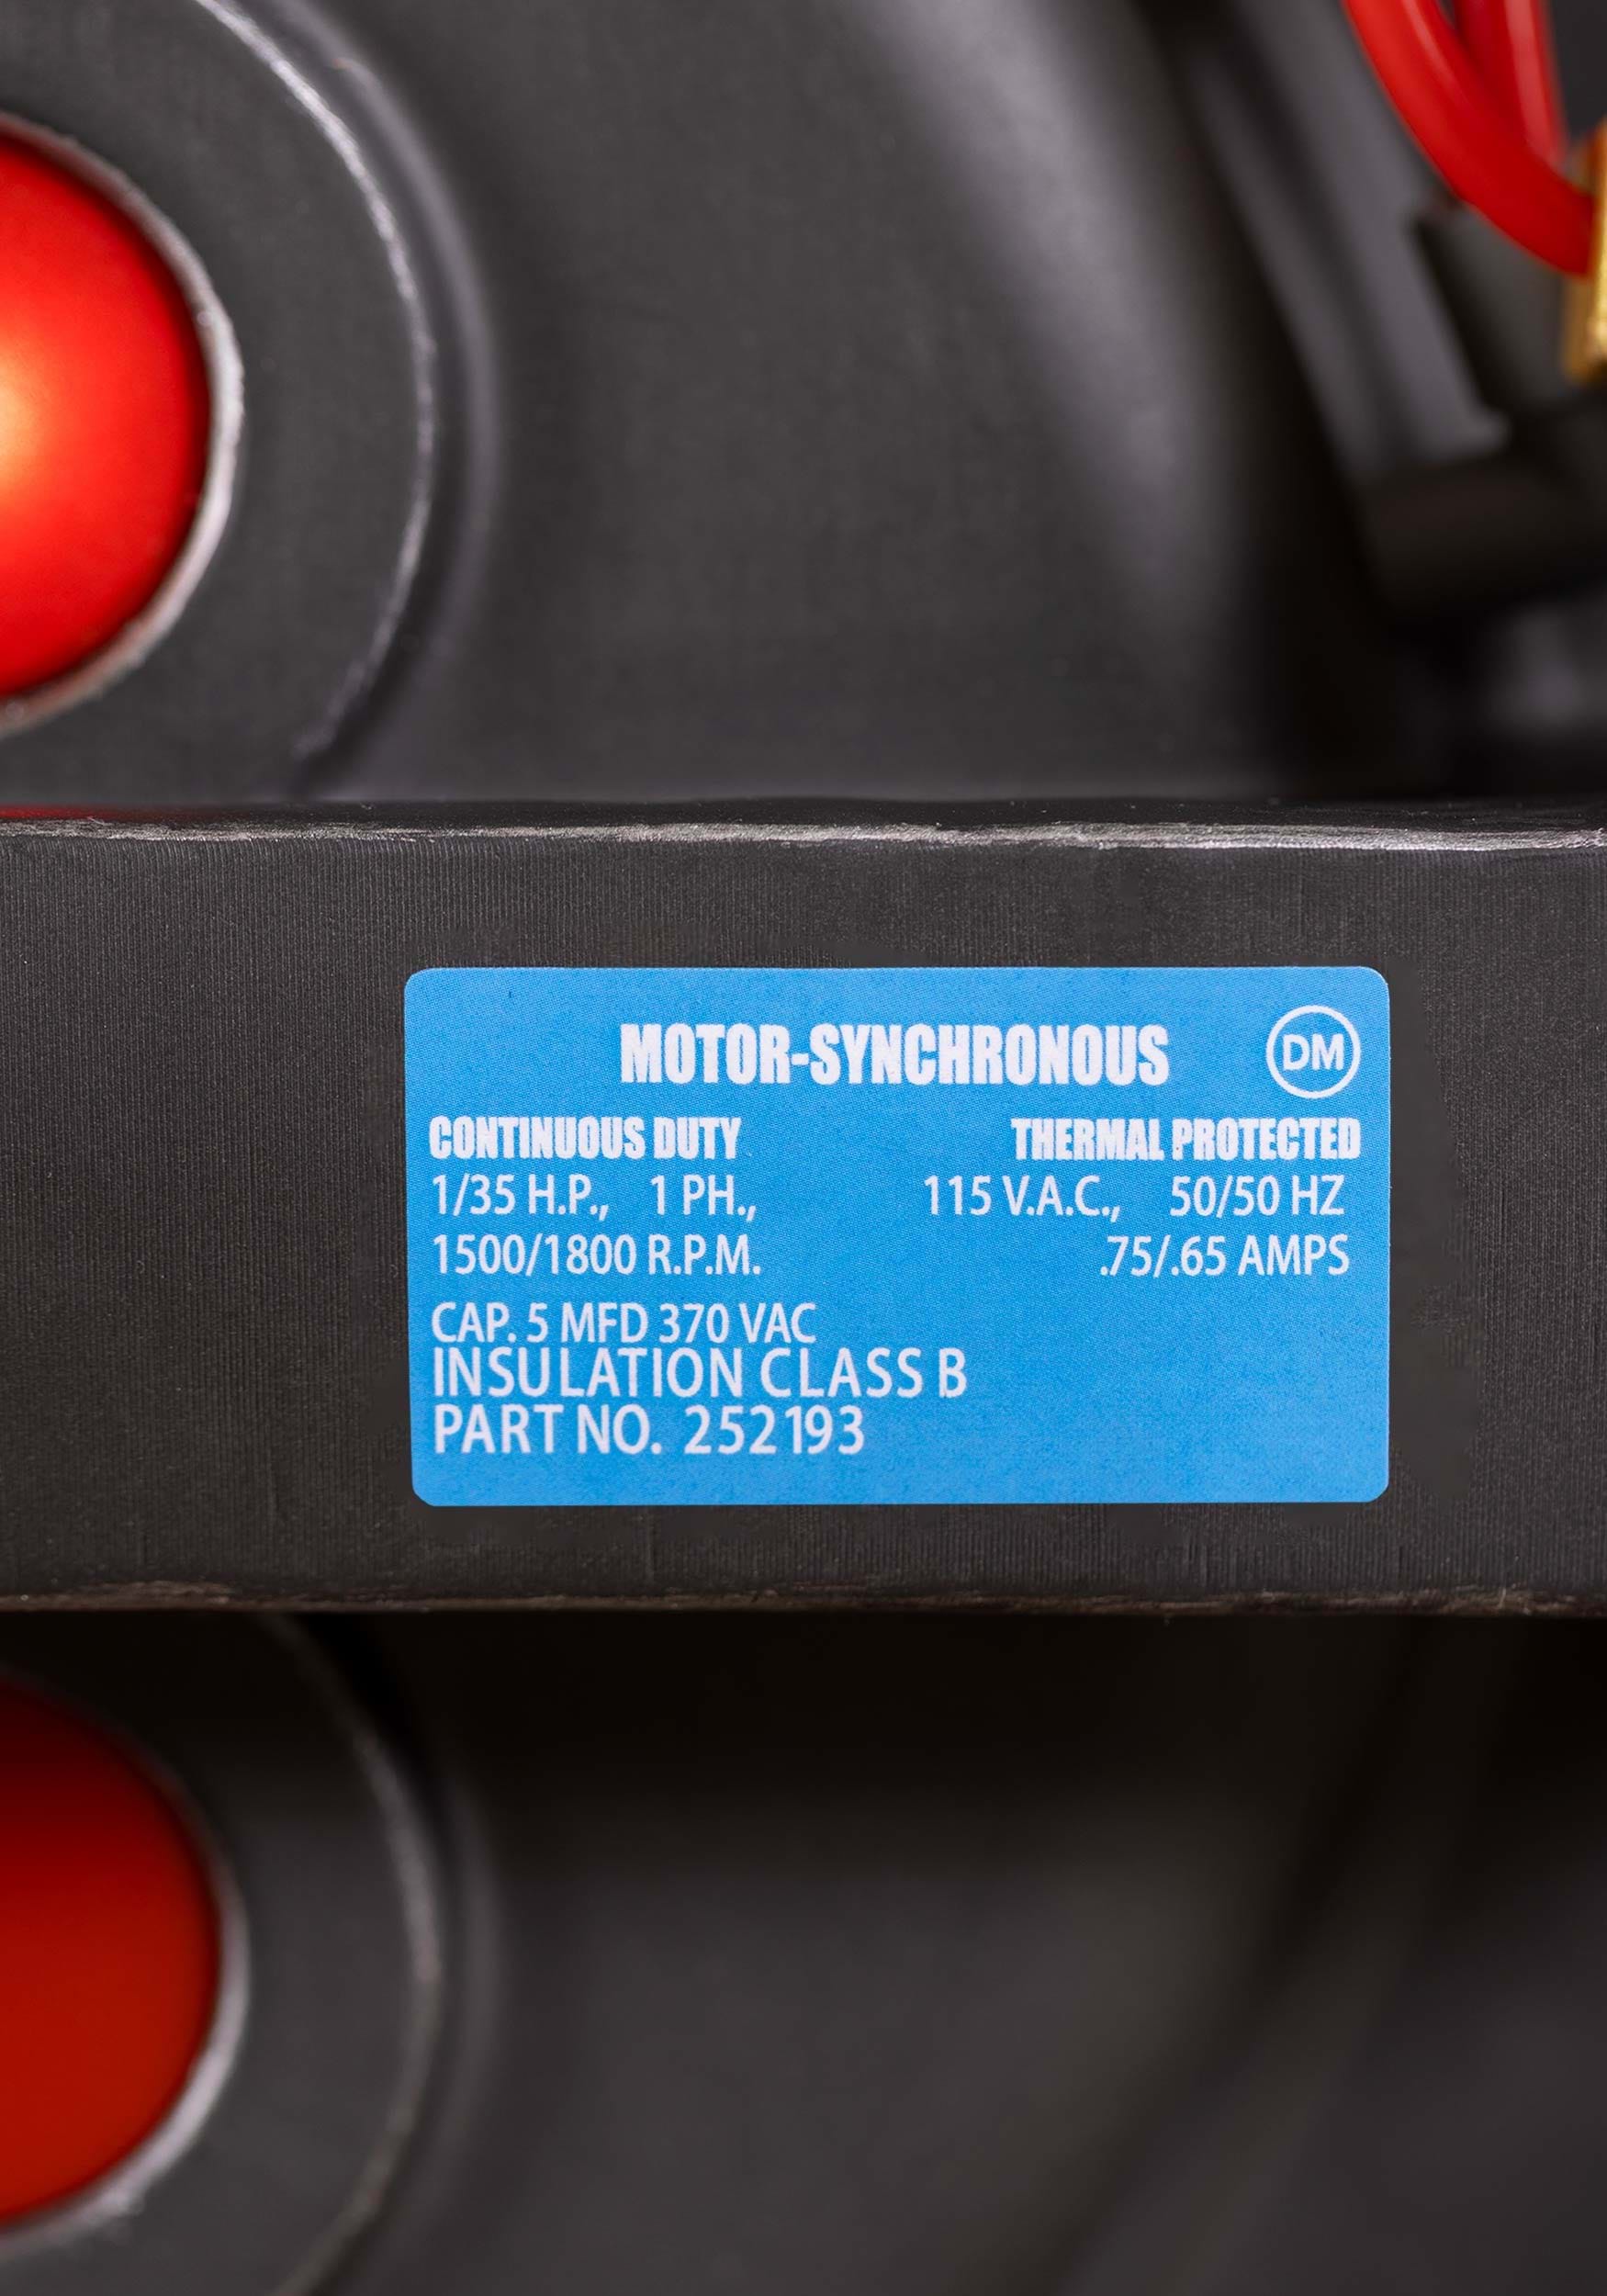 MOTOR-SYNCHRONOUS DM
CONTINUOUS DUTY THERMAL PROTECTED
1/35 H.P., 1 PH., 115 V.A.C., 50/50 HZ
1500/1800 R.P.M. .75/.65 AMPS
CAP. 5 MFD 370 VAC
INSULATION CLASS B
PART NO. 252193